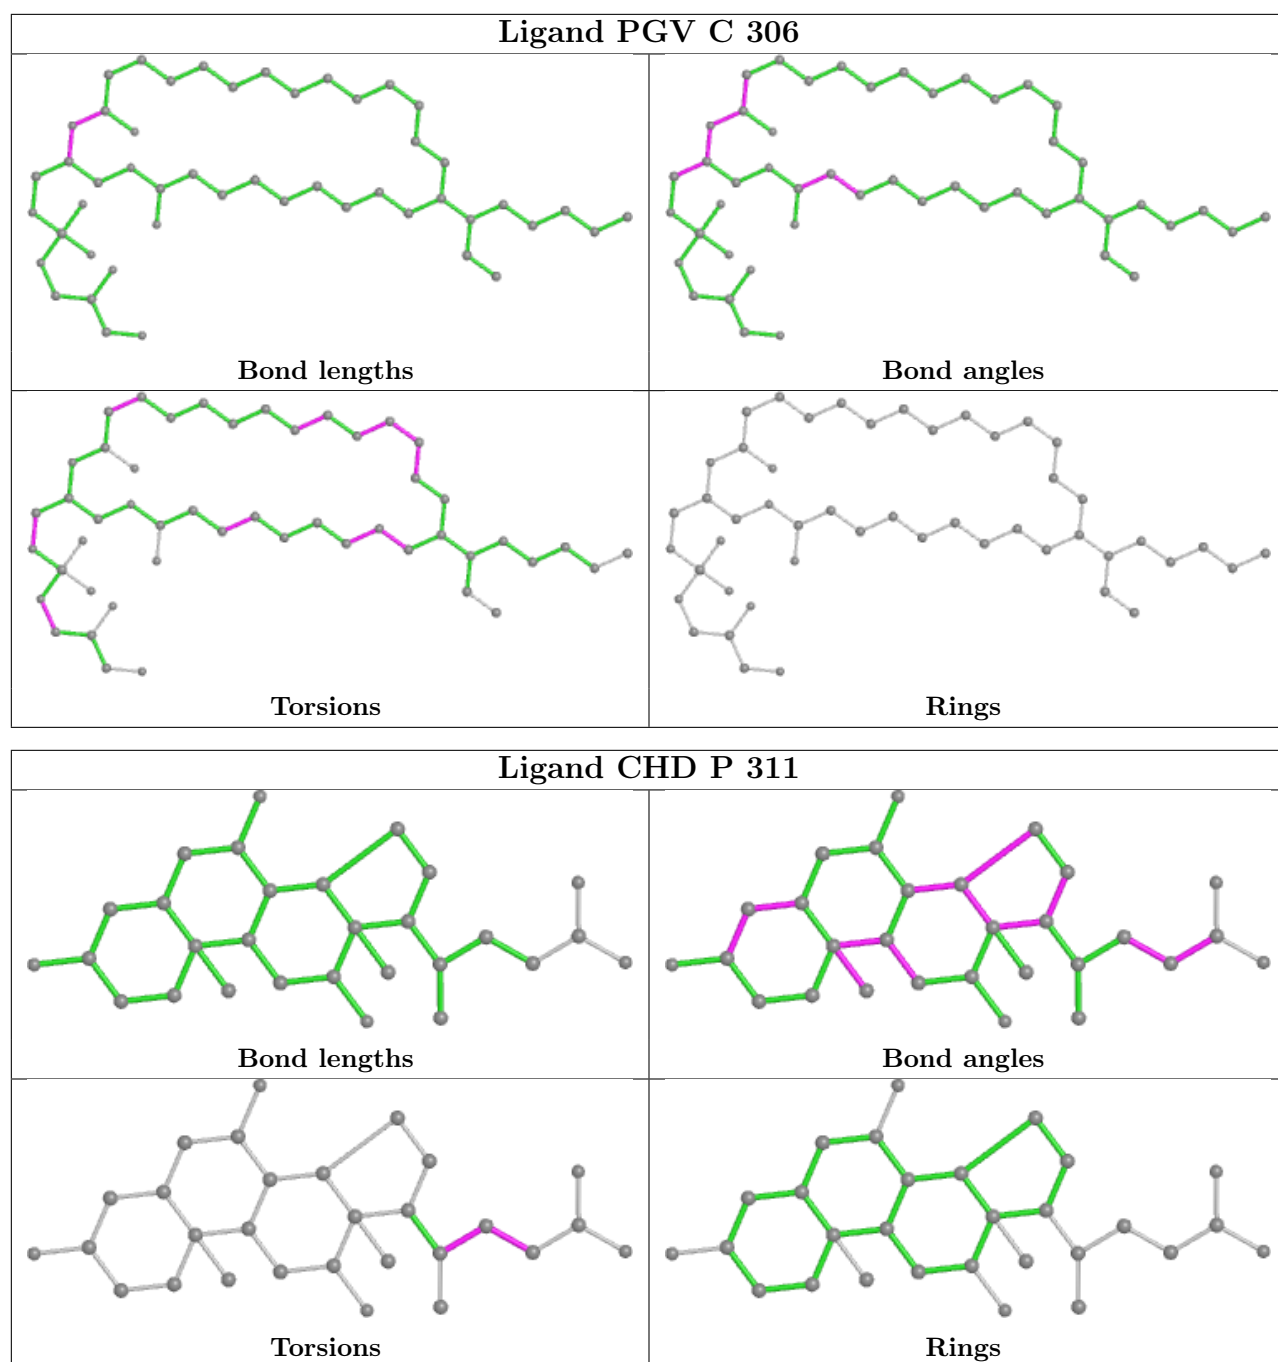 Ligand PGV C 306
Bond lengths
Bond angles
Torsions
Rings
Ligand CHD P 311
Bond lengths
Bond angles
Torsions
Rings